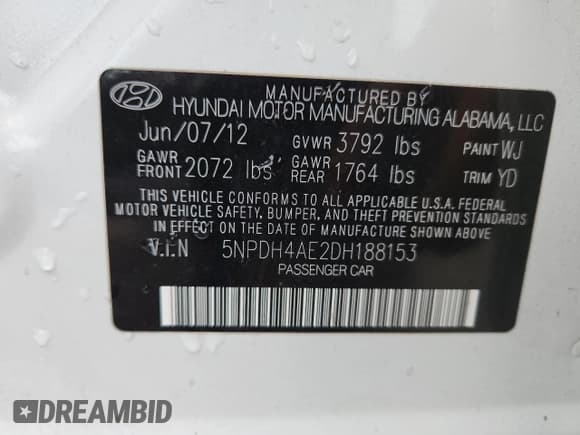 MANUFACTURED BY
HYUNDAI MOTOR MANUFACTURING ALABAMA, LLC
Jun/07/12 GVWR 3792 lbs PAINT WJ
GAWR FRONT 2072 lbs GAWR REAR 1764 lbs TRIM YD
THIS VEHICLE CONFORMS TO ALL APPLICABLE U.S.A. FEDERAL
MOTOR VEHICLE SAFETY, BUMPER, AND THEFT PREVENTION STANDARDS
IN EFFECT ON THE DATE OF MANUFACTURE SHOWN ABOVE.
V.I.N 5NPDH4AE2DH188153
PASSENGER CAR
DREAMBID